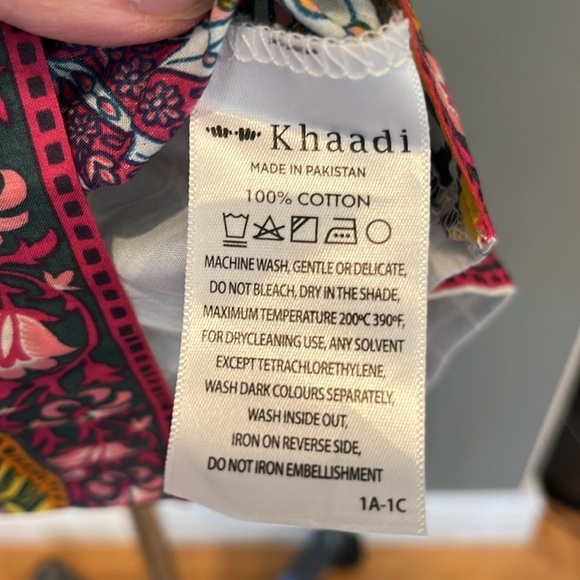 Khaadi
MADE IN PAKISTAN
100% COTTON
MACHINE WASH, GENTLE OR DELICATE,
DO NOT BLEACH, DRY IN THE SHADE,
MAXIMUM TEMPERATURE 200ºC 390ºF,
FOR DRYCLEANING USE, ANY SOLVENT
EXCEPT TETRACHLORETHYLENE,
WASH DARK COLOURS SEPARATELY,
WASH INSIDE OUT,
IRON ON REVERSE SIDE,
DO NOT IRON EMBELLISHMENT
1A-1C